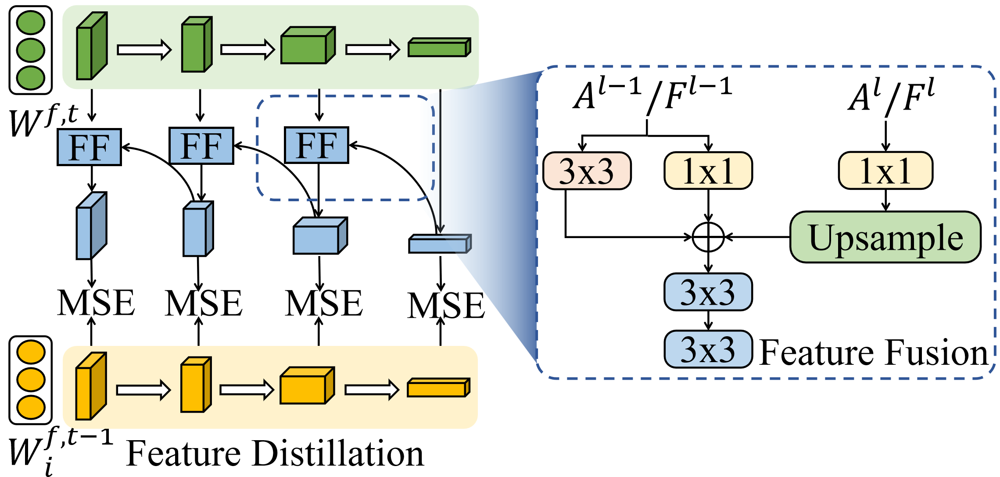 W^{f,t}
FF FF FF
MSE MSE MSE MSE
W_i^{f,t-1}
Feature Distillation
A^{l-1}/F^{l-1} A^l/F^l
3x3 1x1 1x1
Upsample
3x3
3x3
Feature Fusion